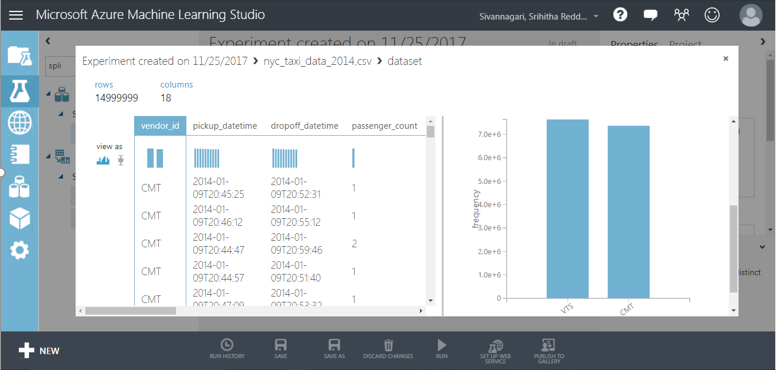 Microsoft Azure Machine Learning Studio
Sivannagari, Srihitha Redd...
Experiment created on 11/25/2017
In draft
Properties Project
spli
Experiment created on 11/25/2017 > nyc_taxi_data_2014.csv > dataset
rows columns
14999999 18
view as
vendor_id pickup_datetime dropoff_datetime passenger_count
CMT 2014-01-09T20:45:25 2014-01-09T20:52:31 1
CMT 2014-01-09T20:46:12 2014-01-09T20:55:12 1
CMT 2014-01-09T20:44:47 2014-01-09T20:59:46 2
CMT 2014-01-09T20:44:57 2014-01-09T20:51:40 1
CMT 2014-01-09T20:47:09 2014-01-09T20:53:32 1
frequency
7.0e+6
6.0e+6
5.0e+6
4.0e+6
3.0e+6
2.0e+6
1.0e+6
0
VTS CMT
distinct
NEW
RUN HISTORY
SAVE
SAVE AS
DISCARD CHANGES
RUN
SET UP WEB
SERVICE
PUBLISH TO
GALLERY